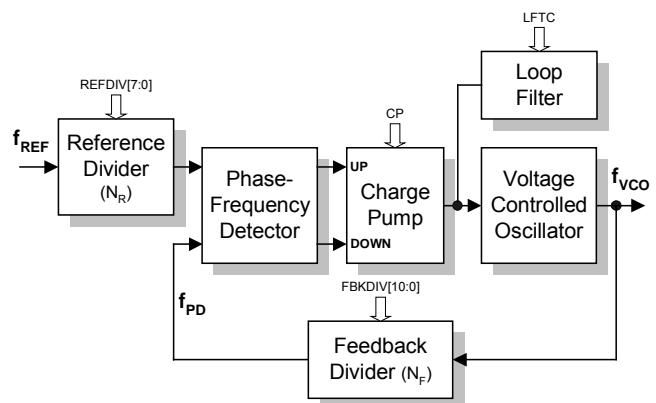 LFTC
Loop
Filter
REFDIV[7:0]
CP
fREF
Reference
Divider
(NR)
Phase-
Frequency
Detector
UP
Charge
Pump
DOWN
Voltage
Controlled
Oscillator
fVCO
fPD
FBKDIV[10:0]
Feedback
Divider (NF)